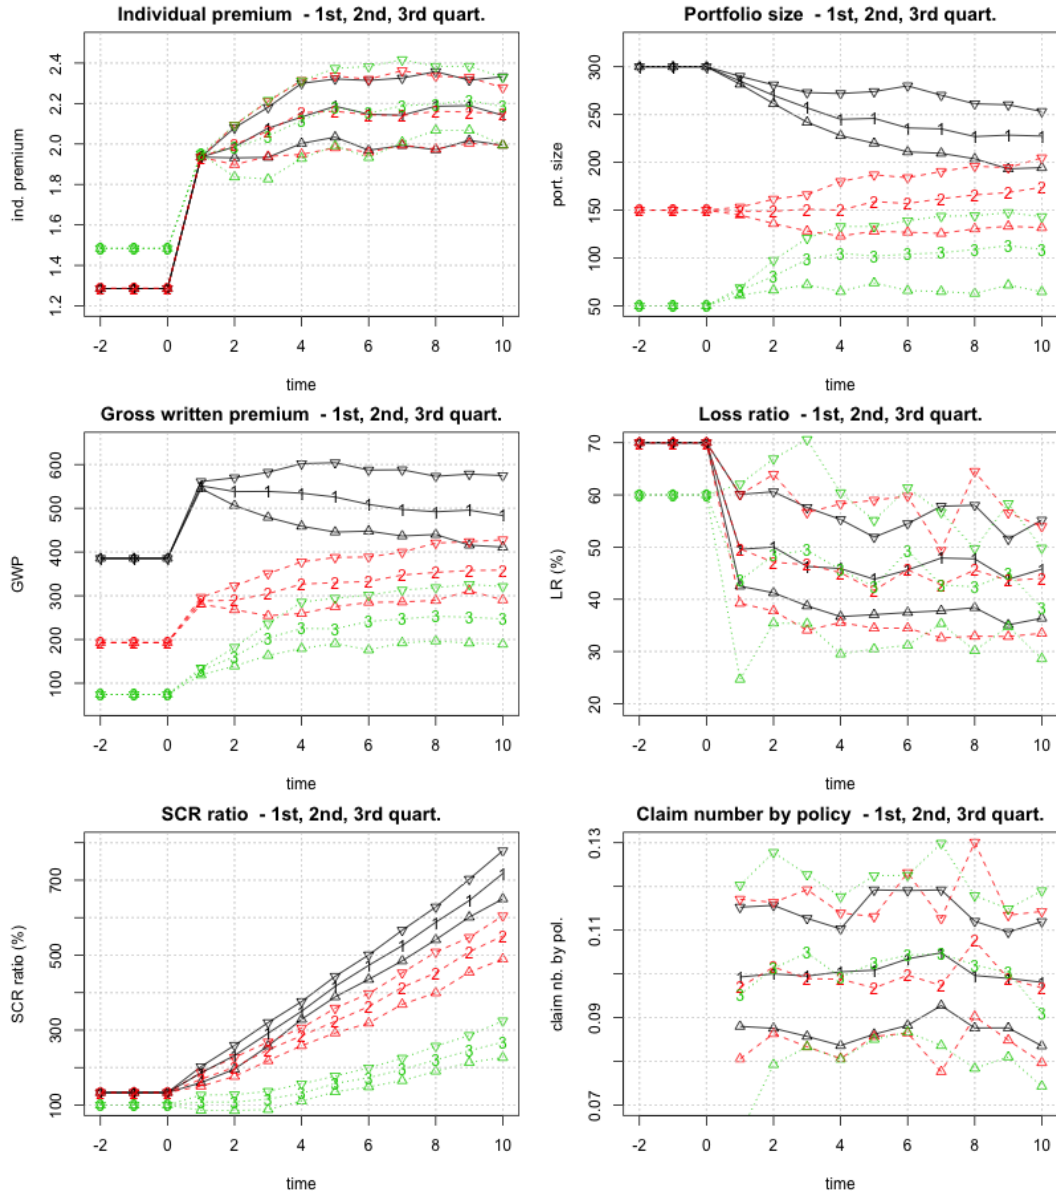 Individual premium - 1st, 2nd, 3rd quart.
ind. premium
1.2 1.4 1.6 1.8 2.0 2.2 2.4
-2 0 2 4 6 8 10
time
Portfolio size - 1st, 2nd, 3rd quart.
port. size
50 100 150 200 250 300
-2 0 2 4 6 8 10
time
Gross written premium - 1st, 2nd, 3rd quart.
GWP
100 200 300 400 500 600
-2 0 2 4 6 8 10
time
Loss ratio - 1st, 2nd, 3rd quart.
LR (%)
20 30 40 50 60 70
-2 0 2 4 6 8 10
time
SCR ratio - 1st, 2nd, 3rd quart.
SCR ratio (%)
100 300 500 700
-2 0 2 4 6 8 10
time
Claim number by policy - 1st, 2nd, 3rd quart.
claim nb. by pol.
0.07 0.09 0.11 0.13
-2 0 2 4 6 8 10
time